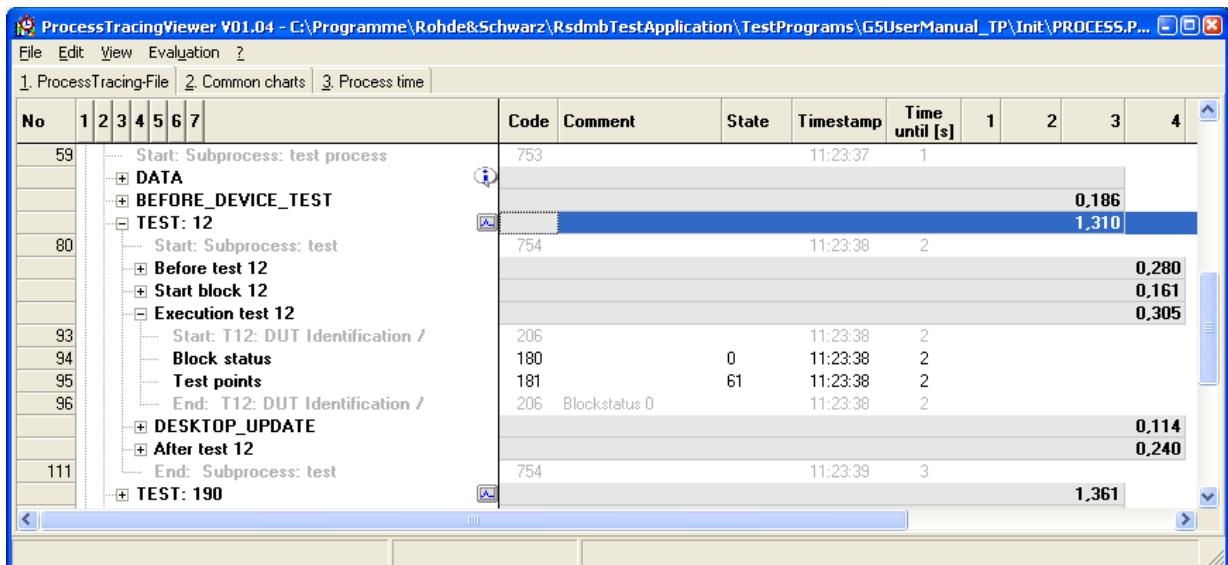 ProcessTracingViewer V01.04 - C:\Programme\Rohde&Schwarz\RsdmbTestApplication\TestPrograms\G5UserManual_TP\Init\PROCESS.P...
File Edit View Evaluation ?
1. ProcessTracing-File 2. Common charts 3. Process time
No 1 2 3 4 5 6 7 Code Comment State Timestamp Time until [s] 1 2 3 4
59 Start: Subprocess: test process 753 11:23:37 1
DATA
BEFORE_DEVICE_TEST 0,186
TEST: 12 1,310
80 Start: Subprocess: test 754 11:23:38 2
Before test 12 0,280
Start block 12 0,161
Execution test 12 0,305
93 Start: T12: DUT Identification / 206 11:23:38 2
94 Block status 180 0 11:23:38 2
95 Test points 181 61 11:23:38 2
96 End: T12: DUT Identification / 206 Blockstatus 0 11:23:38 2
DESKTOP_UPDATE 0,114
After test 12 0,240
111 End: Subprocess: test 754 11:23:39 3
TEST: 190 1,361